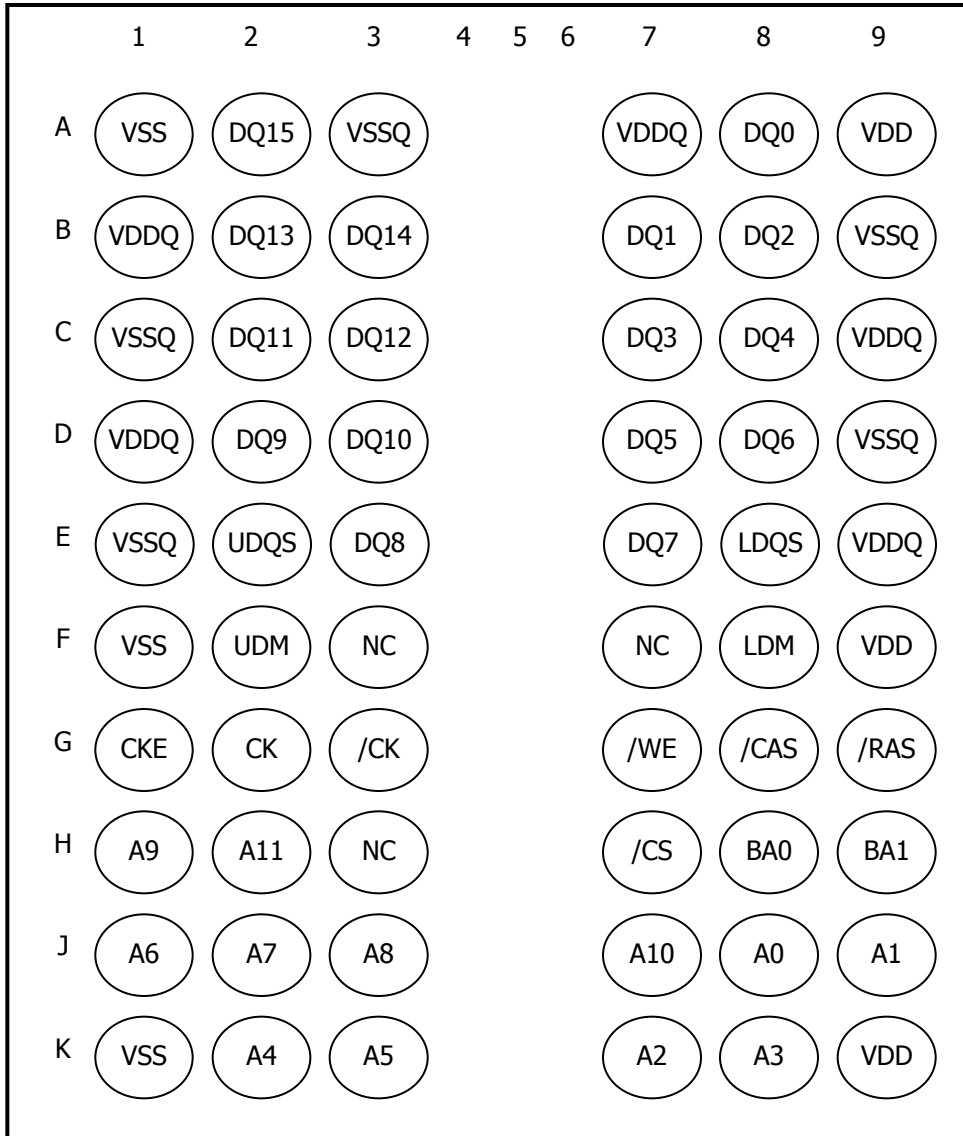 1 2 3 4 5 6 7 8 9
A VSS DQ15 VSSQ VDDQ DQ0 VDD
B VDDQ DQ13 DQ14 DQ1 DQ2 VSSQ
C VSSQ DQ11 DQ12 DQ3 DQ4 VDDQ
D VDDQ DQ9 DQ10 DQ5 DQ6 VSSQ
E VSSQ UDQS DQ8 DQ7 LDQS VDDQ
F VSS UDM NC NC LDM VDD
G CKE CK /CK /WE /CAS /RAS
H A9 A11 NC /CS BA0 BA1
J A6 A7 A8 A10 A0 A1
K VSS A4 A5 A2 A3 VDD